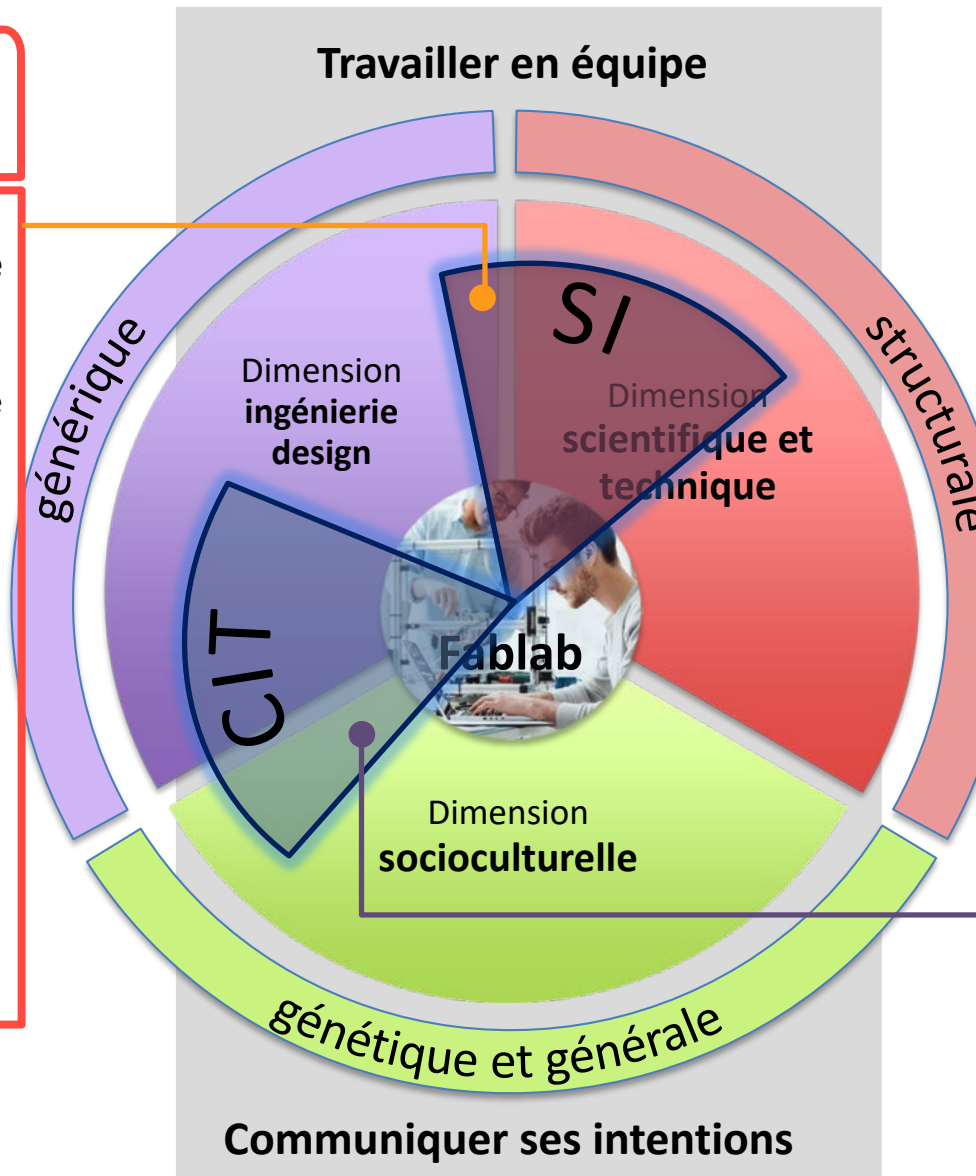 Travailler en équipe
e
e
générique
structurale
SI
Dimension
ingénierie
design
Dimension
scientifique et
technique
CIT
Fablab
Dimension
socioculturelle
génétique et générale
Communiquer ses intentions